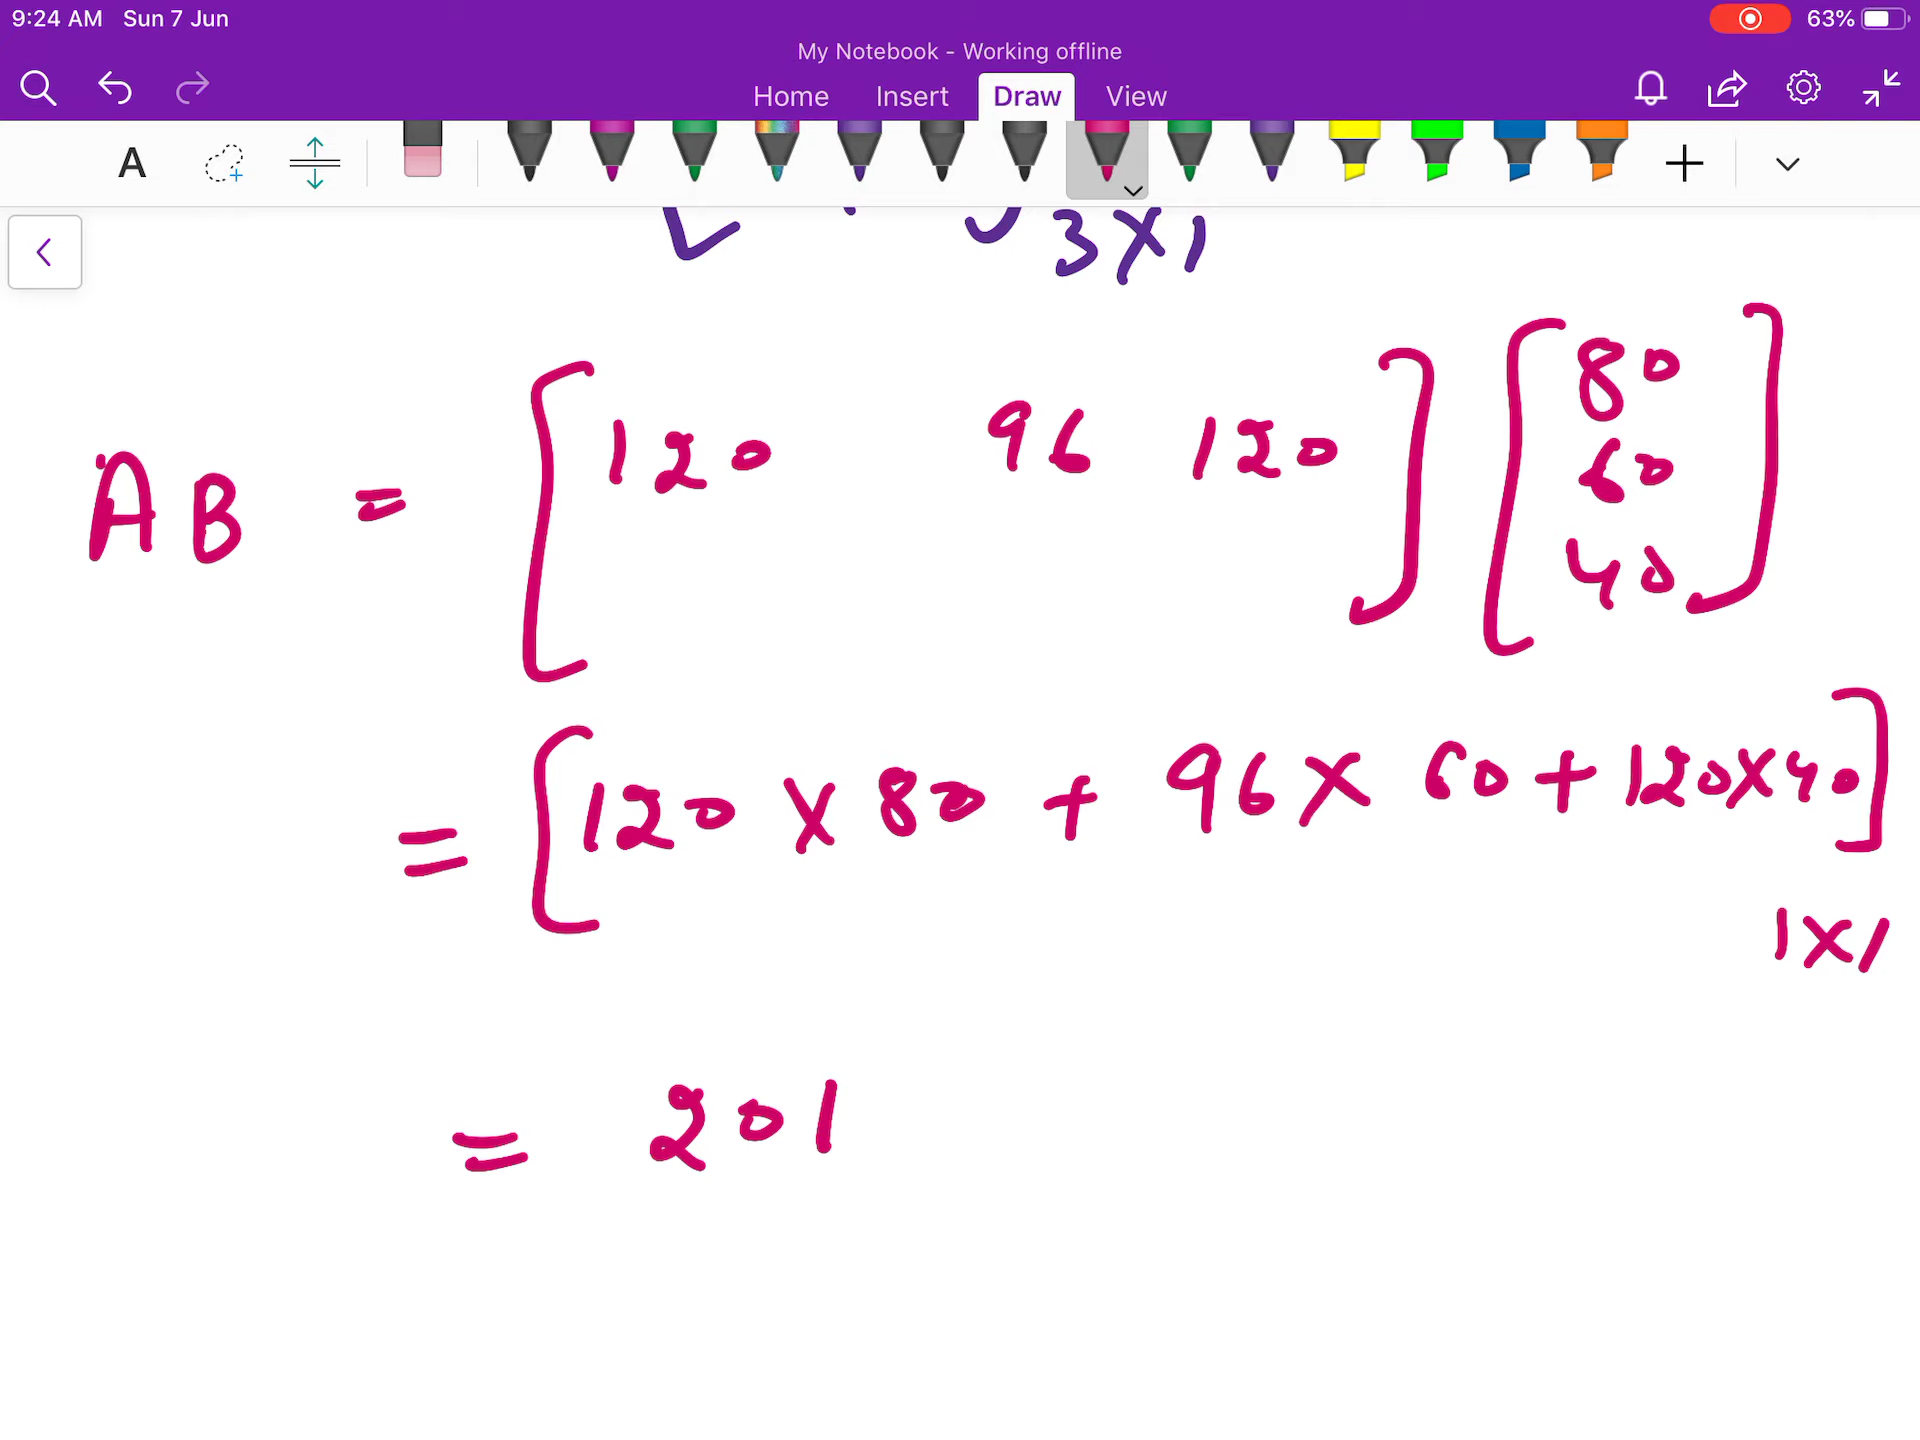 9:24 AM Sun 7 Jun 63%
My Notebook - Working offline
Home Insert Draw View
A
3X1
AB = [120 96 120] [80
60
40]
= [120 X 80 + 96 X 60 + 120X40]
1X1
= 201